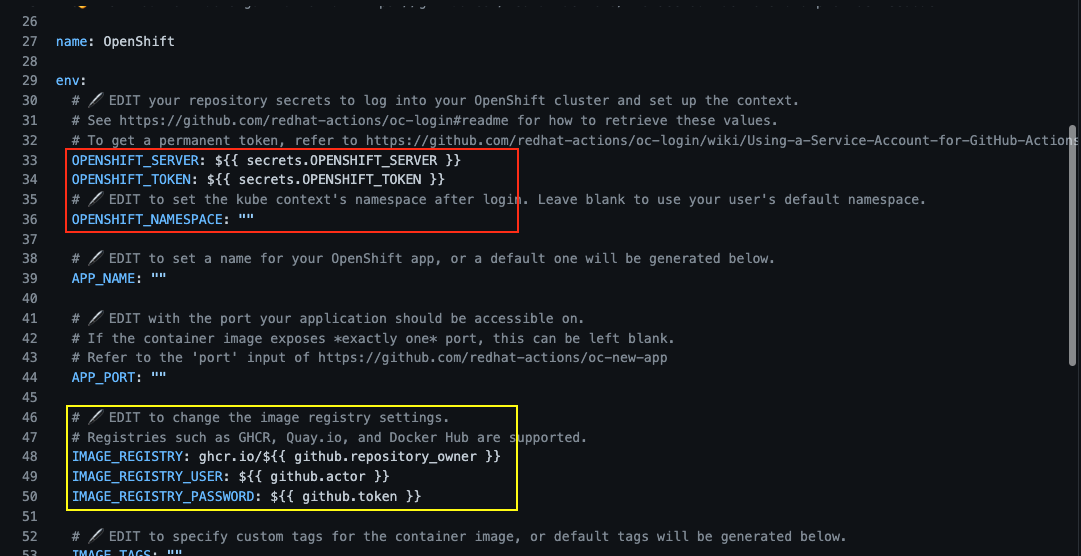 26
27 name: OpenShift
28
29 env:
30 # 🖊️ EDIT your repository secrets to log into your OpenShift cluster and set up the context.
31 # See https://github.com/redhat-actions/oc-login#readme for how to retrieve these values.
32 # To get a permanent token, refer to https://github.com/redhat-actions/oc-login/wiki/Using-a-Service-Account-for-GitHub-Actions
33 OPENSHIFT_SERVER: ${{ secrets.OPENSHIFT_SERVER }}
34 OPENSHIFT_TOKEN: ${{ secrets.OPENSHIFT_TOKEN }}
35 # 🖊️ EDIT to set the kube context's namespace after login. Leave blank to use your user's default namespace.
36 OPENSHIFT_NAMESPACE: ""
37
38 # 🖊️ EDIT to set a name for your OpenShift app, or a default one will be generated below.
39 APP_NAME: ""
40
41 # 🖊️ EDIT with the port your application should be accessible on.
42 # If the container image exposes *exactly one* port, this can be left blank.
43 # Refer to the 'port' input of https://github.com/redhat-actions/oc-new-app
44 APP_PORT: ""
45
46 # 🖊️ EDIT to change the image registry settings.
47 # Registries such as GHCR, Quay.io, and Docker Hub are supported.
48 IMAGE_REGISTRY: ghcr.io/${{ github.repository_owner }}
49 IMAGE_REGISTRY_USER: ${{ github.actor }}
50 IMAGE_REGISTRY_PASSWORD: ${{ github.token }}
51
52 # 🖊️ EDIT to specify custom tags for the container image, or default tags will be generated below.
53 IMAGE_TAGS: ""